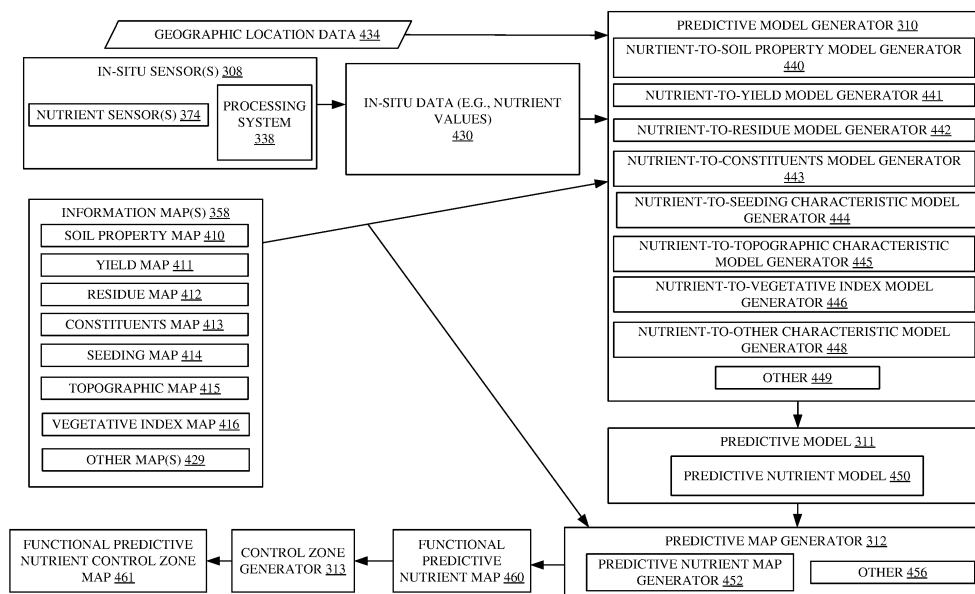 GEOGRAPHIC LOCATION DATA 434
IN-SITU SENSOR(S) 308
NUTRIENT SENSOR(S) 374
PROCESSING
SYSTEM
338
IN-SITU DATA (E.G., NUTRIENT
VALUES)
430
PREDICTIVE MODEL GENERATOR 310
NURTIENT-TO-SOIL PROPERTY MODEL GENERATOR
440
NUTRIENT-TO-YIELD MODEL GENERATOR 441
NUTRIENT-TO-RESIDUE MODEL GENERATOR 442
NUTRIENT-TO-CONSTITUENTS MODEL GENERATOR
443
NUTRIENT-TO-SEEDING CHARACTERISTIC MODEL
GENERATOR 444
NUTRIENT-TO-TOPOGRAPHIC CHARACTERISTIC
MODEL GENERATOR 445
NUTRIENT-TO-VEGETATIVE INDEX MODEL
GENERATOR 446
NUTRIENT-TO-OTHER CHARACTERISTIC MODEL
GENERATOR 448
OTHER 449
INFORMATION MAP(S) 358
SOIL PROPERTY MAP 410
YIELD MAP 411
RESIDUE MAP 412
CONSTITUENTS MAP 413
SEEDING MAP 414
TOPOGRAPHIC MAP 415
VEGETATIVE INDEX MAP 416
OTHER MAP(S) 429
PREDICTIVE MODEL 311
PREDICTIVE NUTRIENT MODEL 450
PREDICTIVE MAP GENERATOR 312
PREDICTIVE NUTRIENT MAP
GENERATOR 452
OTHER 456
FUNCTIONAL
PREDICTIVE
NUTRIENT MAP 460
CONTROL ZONE
GENERATOR 313
FUNCTIONAL PREDICTIVE
NUTRIENT CONTROL ZONE
MAP 461